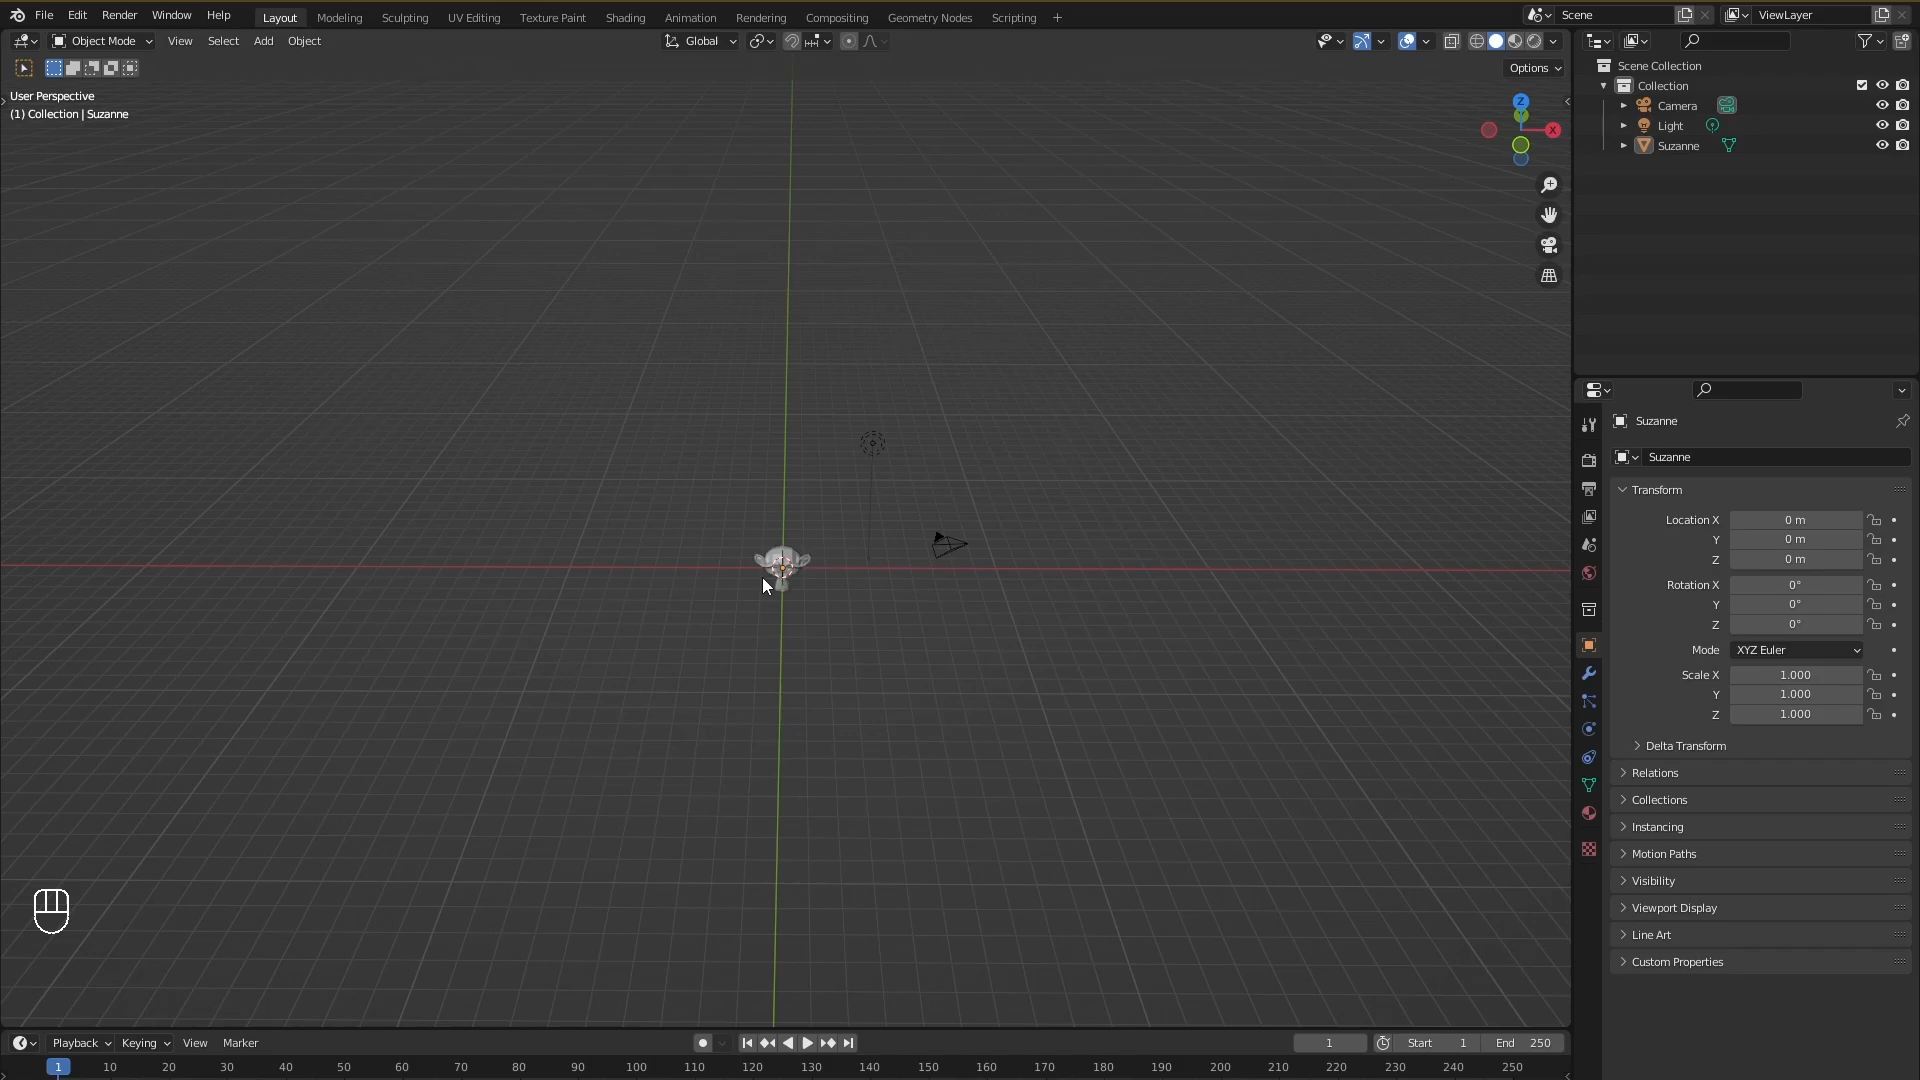 File Edit Render Window Help Layout Modeling Sculpting UV Editing Texture Paint Shading Animation Rendering Compositing Geometry Nodes Scripting Scene ViewLayer
Object Mode View Select Add Object Global
Options
User Perspective
(1) Collection | Suzanne
Z
X
Scene Collection
Collection
Camera
Light
Suzanne
Suzanne
Suzanne
Transform
Location X 0 m
Y 0 m
Z 0 m
Rotation X 0°
Y 0°
Z 0°
Mode XYZ Euler
Scale X 1.000
Y 1.000
Z 1.000
Delta Transform
Relations
Collections
Instancing
Motion Paths
Visibility
Viewport Display
Line Art
Custom Properties
Playback Keying View Marker 1 Start 1 End 250
1 10 20 30 40 50 60 70 80 90 100 110 120 130 140 150 160 170 180 190 200 210 220 230 240 250